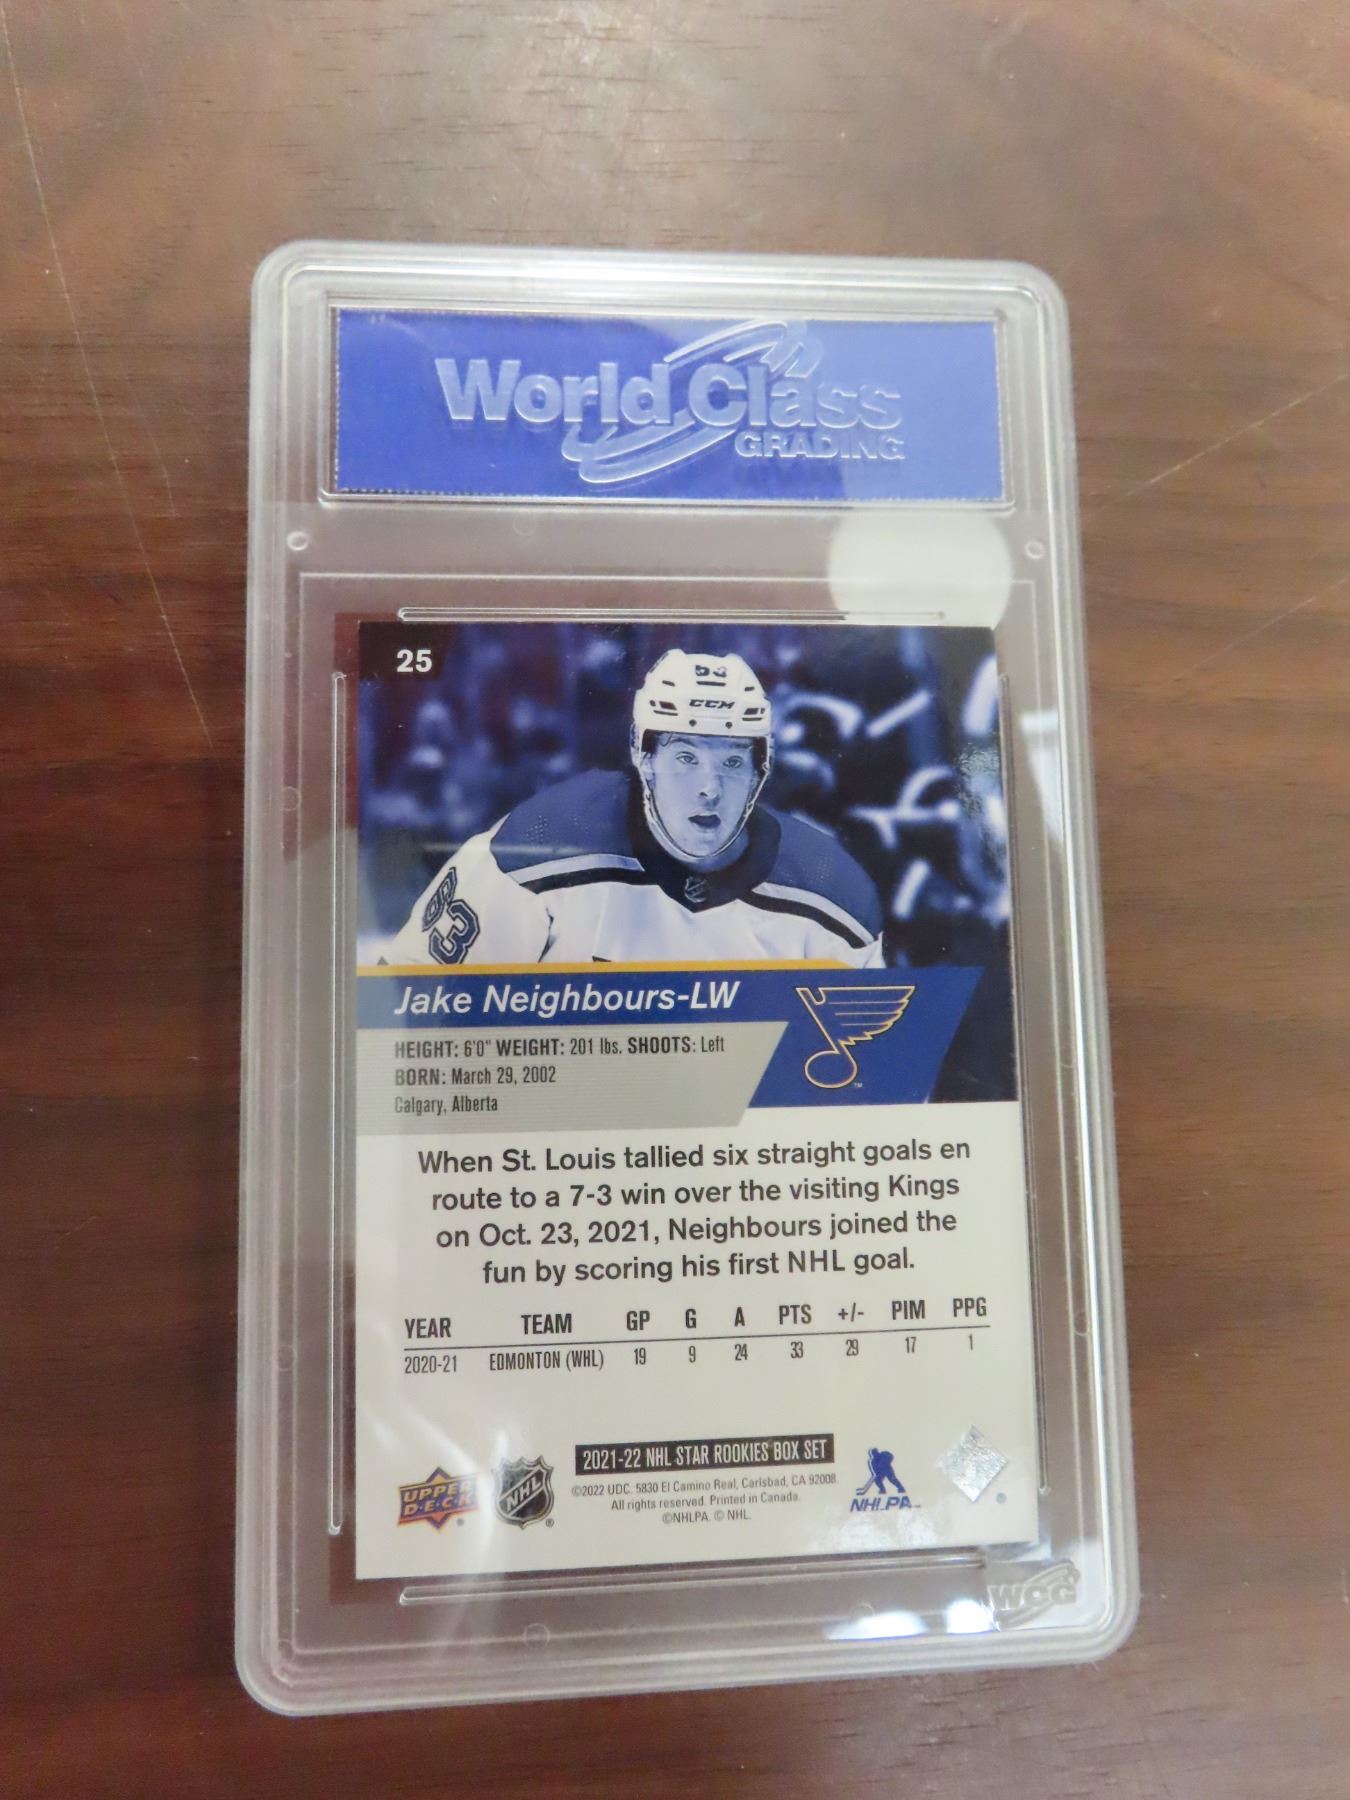 World Class
GRADING
25
63
CCM
63
Jake Neighbours-LW
HEIGHT: 6'0" WEIGHT: 201 lbs. SHOOTS: Left
BORN: March 29, 2002
Calgary, Alberta
TM
When St. Louis tallied six straight goals en
route to a 7-3 win over the visiting Kings
on Oct. 23, 2021, Neighbours joined the
fun by scoring his first NHL goal.
YEAR TEAM GP G A PTS +/- PIM PPG
2020-21 EDMONTON (WHL) 19 9 24 33 29 17 1
2021-22 NHL STAR ROOKIES BOX SET
©2022 UDC. 5830 El Camino Real, Carlsbad, CA 92008.
All rights reserved. Printed in Canada.
©NHLPA. © NHL.
UPPER
D·E·C·K
®
NHL
®
NHLPA
®
WCG